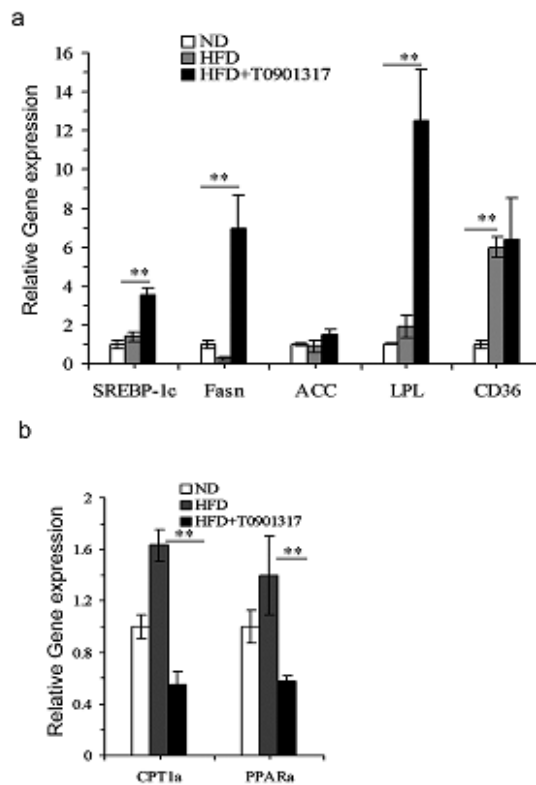 a
ND
HFD
HFD+T0901317
Relative Gene expression
16
14
12
10
8
6
4
2
0
**
**
**
**
SREBP-1c Fasn ACC LPL CD36
b
ND
HFD
HFD+T0901317
Relative Gene expression
2
1.6
1.2
0.8
0.4
0
**
**
CPT1a PPARa